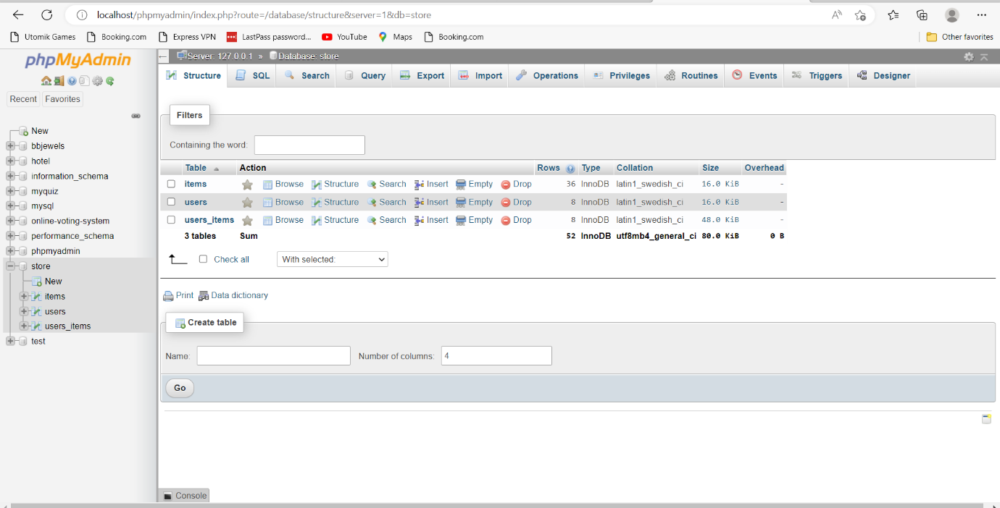 localhost/phpmyadmin/index.php?route=/database/structure&server=1&db=store
Utomik Games Booking.com Express VPN LastPass password... YouTube Maps Booking.com Other favorites
phpMyAdmin
Recent Favorites
New
bbjewels
hotel
information_schema
myquiz
mysql
online-voting-system
performance_schema
phpmyadmin
store
New
items
users
users_items
test
Server: 127.0.0.1 » Database: store
Structure SQL Search Query Export Import Operations Privileges Routines Events Triggers Designer
Filters
Containing the word:
Table Action Rows Type Collation Size Overhead
items Browse Structure Search Insert Empty Drop 36 InnoDB latin1_swedish_ci 16.0 KiB -
users Browse Structure Search Insert Empty Drop 8 InnoDB latin1_swedish_ci 16.0 KiB -
users_items Browse Structure Search Insert Empty Drop 8 InnoDB latin1_swedish_ci 48.0 KiB -
3 tables Sum 52 InnoDB utf8mb4_general_ci 80.0 KiB 0 B
Check all With selected:
Print Data dictionary
Create table
Name: Number of columns: 4
Go
Console